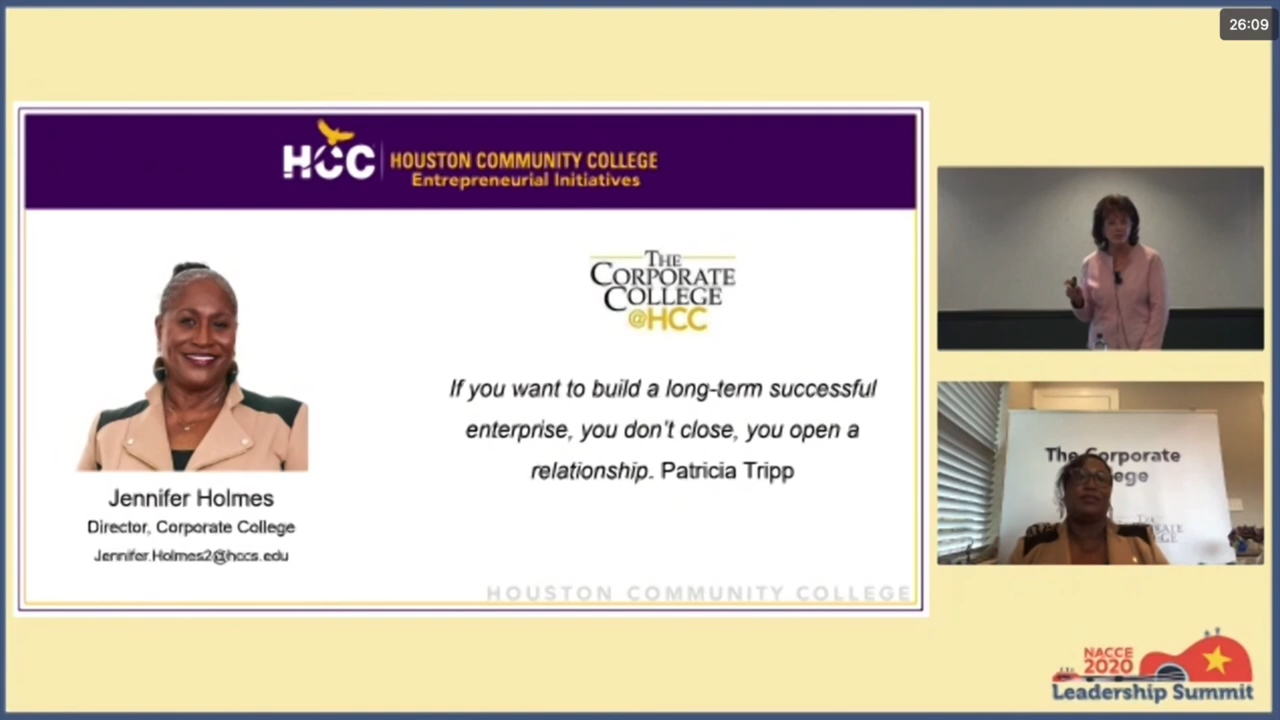 26:09
HCC
HOUSTON COMMUNITY COLLEGE
Entrepreneurial Initiatives
THE
CORPORATE
COLLEGE
@HCC
If you want to build a long-term successful
enterprise, you don't close, you open a
relationship. Patricia Tripp
Jennifer Holmes
Director, Corporate College
Jennifer.Holmes2@hccs.edu
HOUSTON COMMUNITY COLLEGE
The Corporate
NACCE
2020
Leadership Summit